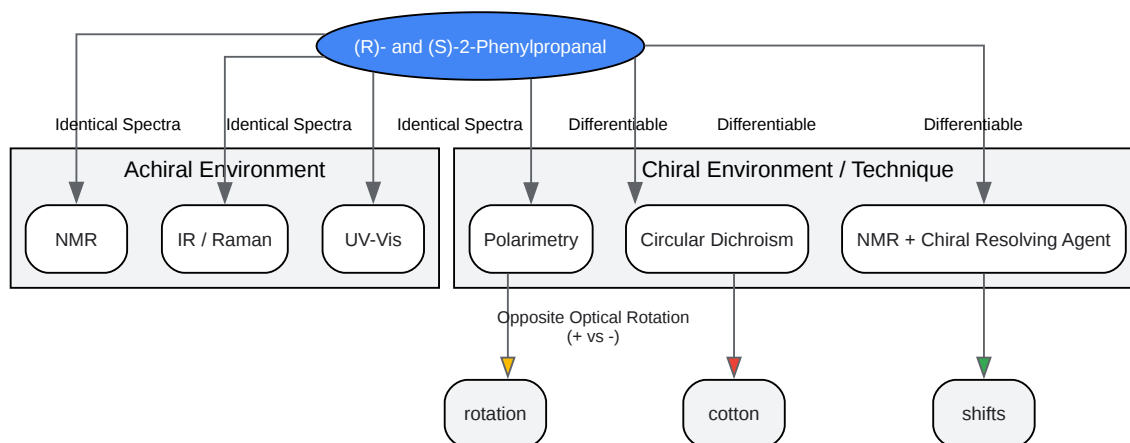 (R)- and (S)-2-Phenylpropanal
Identical Spectra
Identical Spectra
Identical Spectra
Differentiable
Differentiable
Differentiable
Achiral Environment
Chiral Environment / Technique
NMR
IR / Raman
UV-Vis
Polarimetry
Circular Dichroism
NMR + Chiral Resolving Agent
Opposite Optical Rotation
(+ vs -)
rotation
cotton
shifts